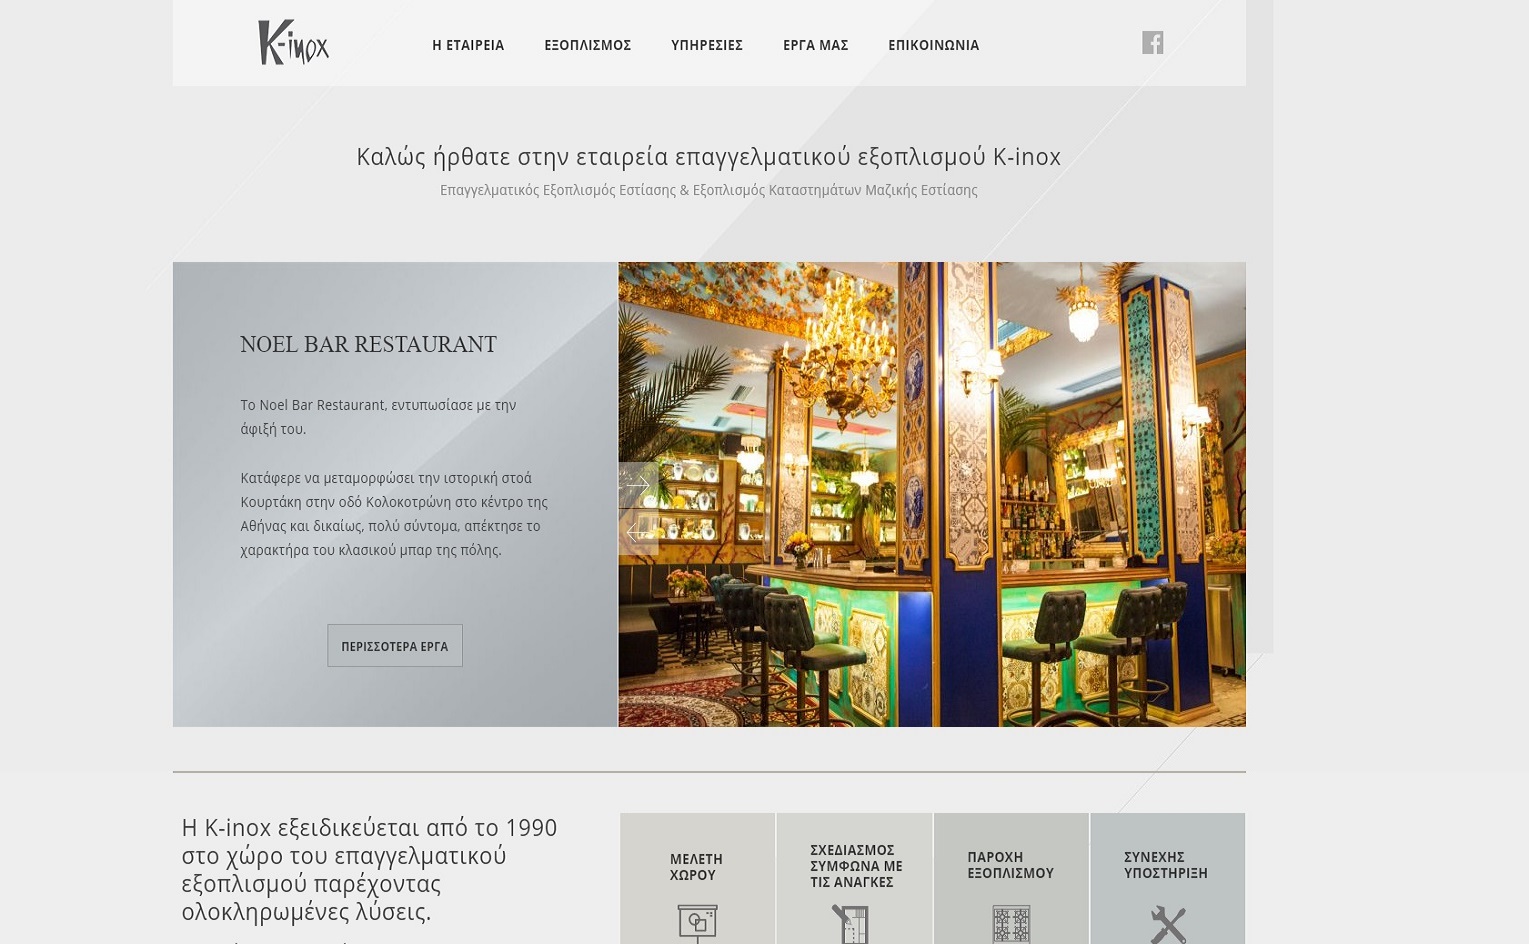 K-inox
Η ΕΤΑΙΡΕΙΑ
ΕΞΟΠΛΙΣΜΟΣ
ΥΠΗΡΕΣΙΕΣ
ΕΡΓΑ ΜΑΣ
ΕΠΙΚΟΙΝΩΝΙΑ
Καλώς ήρθατε στην εταιρεία επαγγελματικού εξοπλισμού K-inox
Επαγγελματικός Εξοπλισμός Εστίασης & Εξοπλισμός Καταστημάτων Μαζικής Εστίασης
NOEL BAR RESTAURANT
Το Noel Bar Restaurant, εντυπωσίασε με την
άφιξή του.
Κατάφερε να μεταμορφώσει την ιστορική στοά
Κουρτάκη στην οδό Κολοκοτρώνη στο κέντρο της
Αθήνας και δικαίως, πολύ σύντομα, απέκτησε το
χαρακτήρα του κλασικού μπαρ της πόλης.
ΠΕΡΙΣΣΟΤΕΡΑ ΕΡΓΑ
Η K-inox εξειδικεύεται από το 1990
στο χώρο του επαγγελματικού
εξοπλισμού παρέχοντας
ολοκληρωμένες λύσεις.
ΜΕΛΕΤΗ
ΧΩΡΟΥ
ΣΧΕΔΙΑΣΜΟΣ
ΣΥΜΦΩΝΑ ΜΕ
ΤΙΣ ΑΝΑΓΚΕΣ
ΠΑΡΟΧΗ
ΕΞΟΠΛΙΣΜΟΥ
ΣΥΝΕΧΗΣ
ΥΠΟΣΤΗΡΙΞΗ